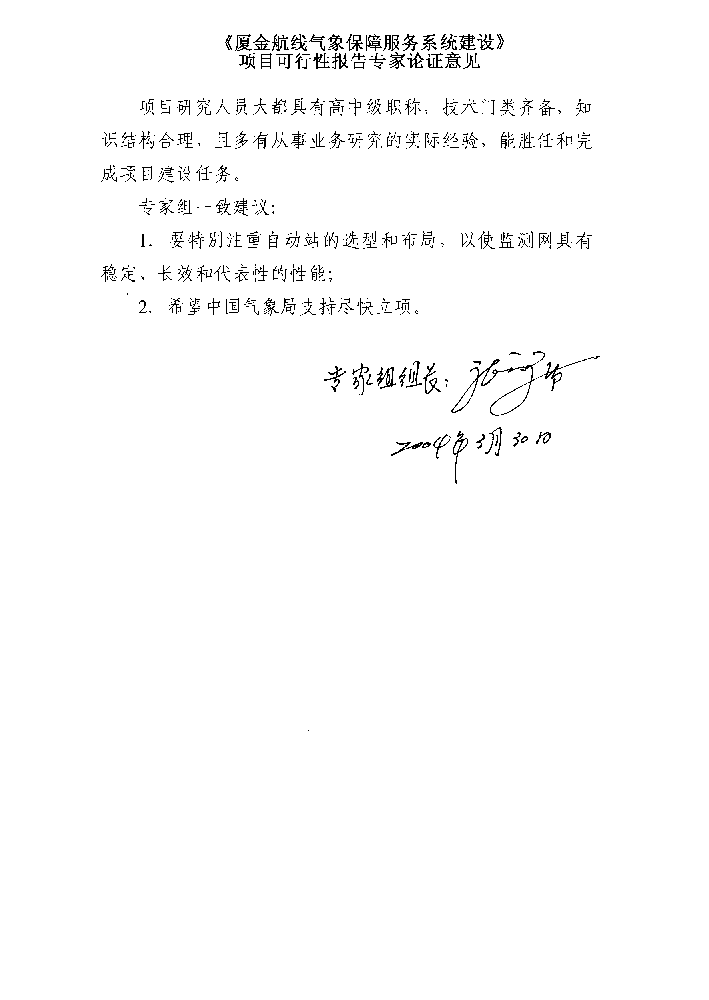 《厦金航线气象保障服务系统建设》
项目可行性报告专家论证意见
项目研究人员大都具有高中级职称，技术门类齐备，知
识结构合理，且多有从事业务研究的实际经验，能胜任和完
成项目建设任务。
专家组一致建议：
1. 要特别注重自动站的选型和布局，以使监测网具有
稳定、长效和代表性的性能；
2. 希望中国气象局支持尽快立项。
专家组组长：
2004年3月30日